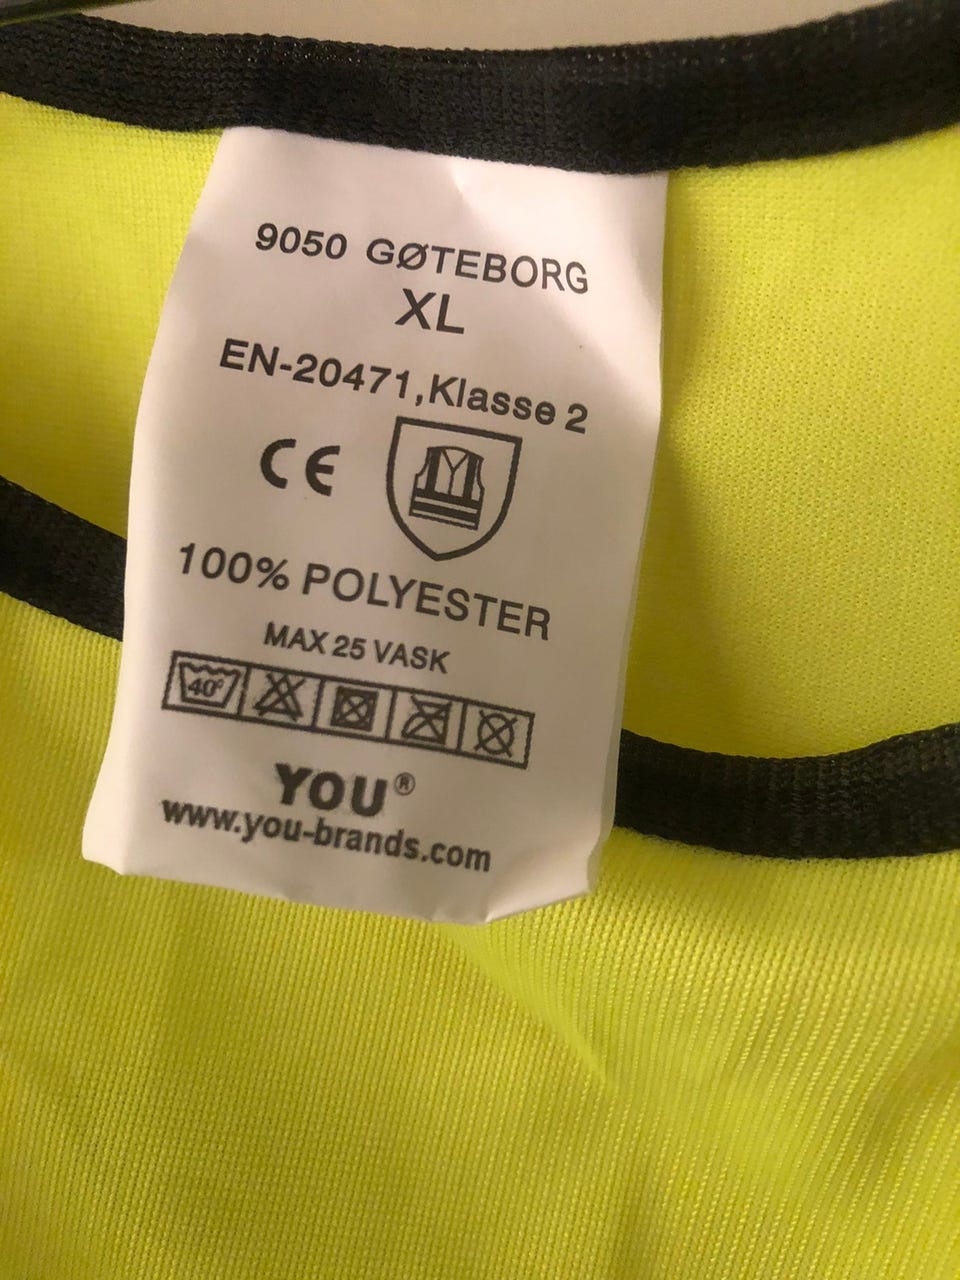 9050 GØTEBORG
XL
EN-20471,Klasse 2
CE
100% POLYESTER
MAX 25 VASK
40°
YOU®
www.you-brands.com